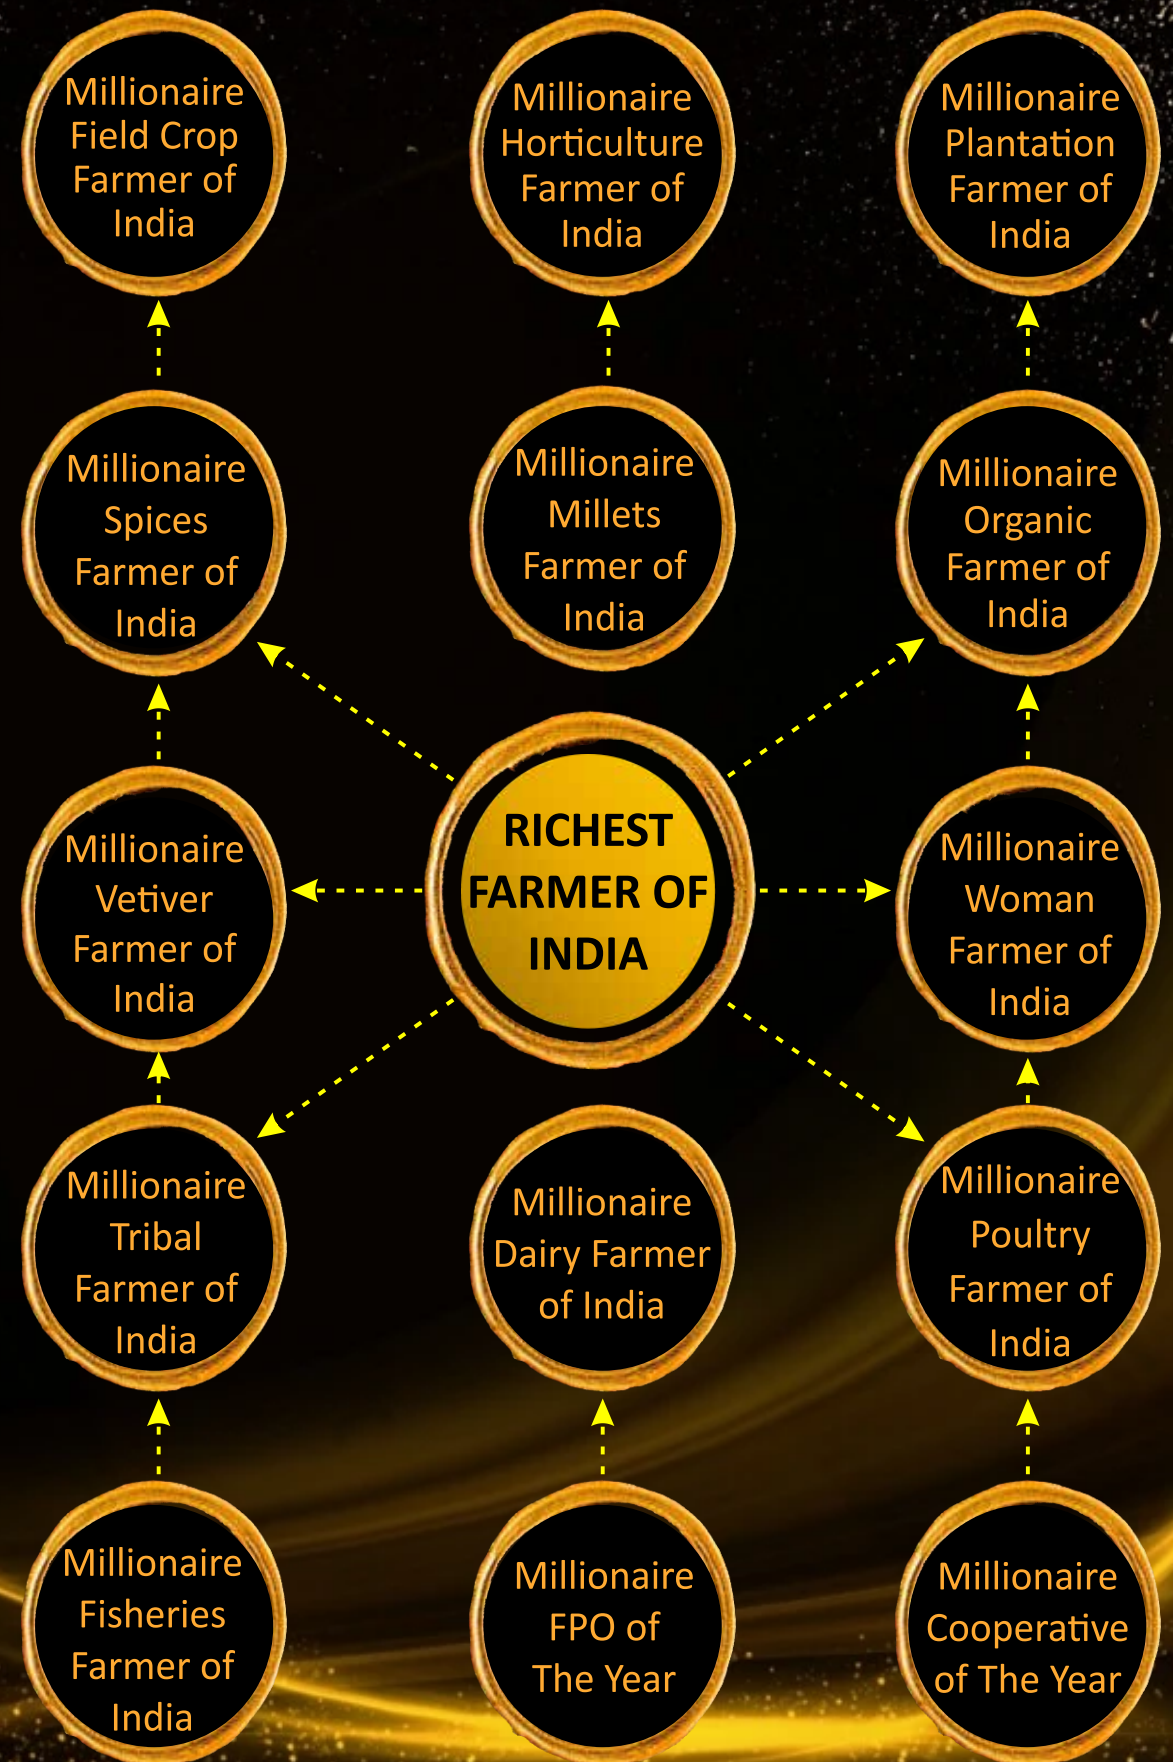 Millionaire
Field Crop
Farmer of
India
Millionaire
Horticulture
Farmer of
India
Millionaire
Plantation
Farmer of
India
Millionaire
Spices
Farmer of
India
Millionaire
Millets
Farmer of
India
Millionaire
Organic
Farmer of
India
Millionaire
Vetiver
Farmer of
India
RICHEST
FARMER OF
INDIA
Millionaire
Woman
Farmer of
India
Millionaire
Tribal
Farmer of
India
Millionaire
Dairy Farmer
of India
Millionaire
Poultry
Farmer of
India
Millionaire
Fisheries
Farmer of
India
Millionaire
FPO of
The Year
Millionaire
Cooperative
of The Year